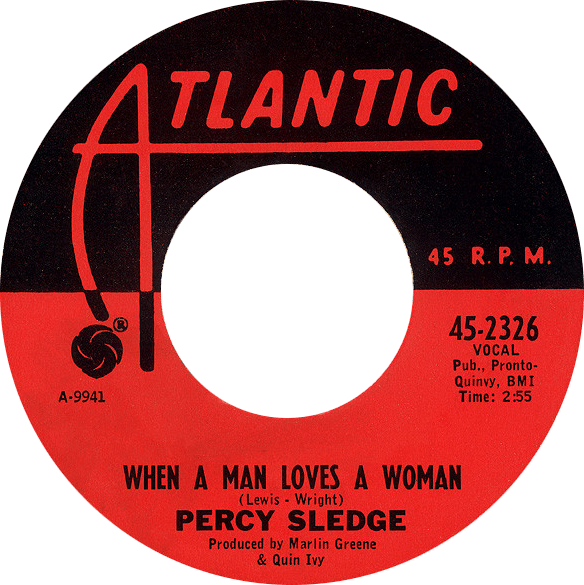 ATLANTIC
45 R.P.M.
®
45-2326
VOCAL
Pub., Pronto-
Quinvy, BMI
Time: 2:55
A-9941
WHEN A MAN LOVES A WOMAN
(Lewis - Wright)
PERCY SLEDGE
Produced by Marlin Greene
& Quin Ivy